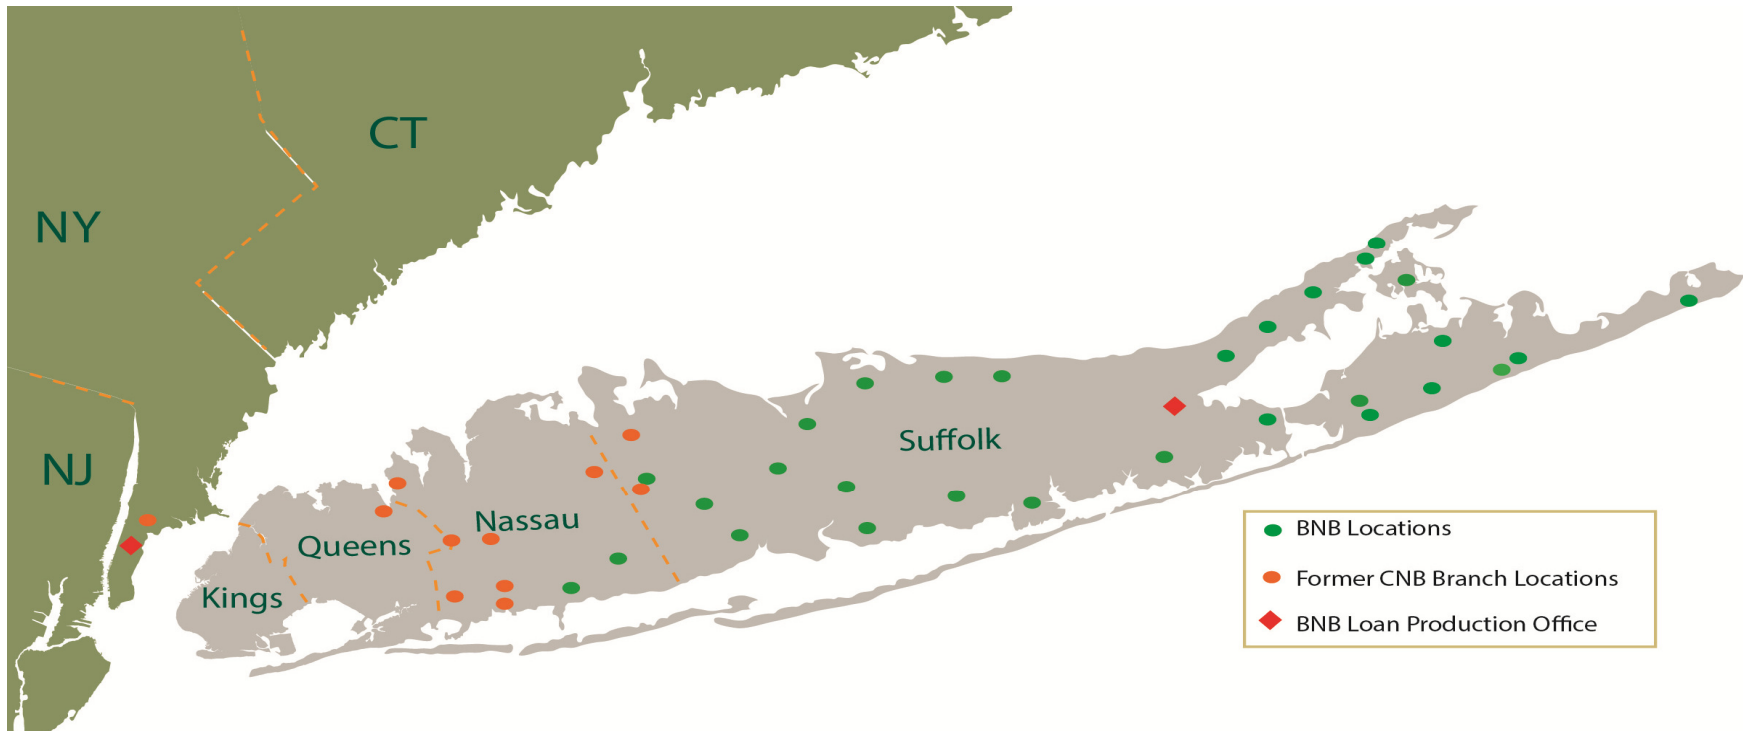 CT
NY
NJ
Suffolk
Nassau
Queens
Kings
BNB Locations
Former CNB Branch Locations
BNB Loan Production Office